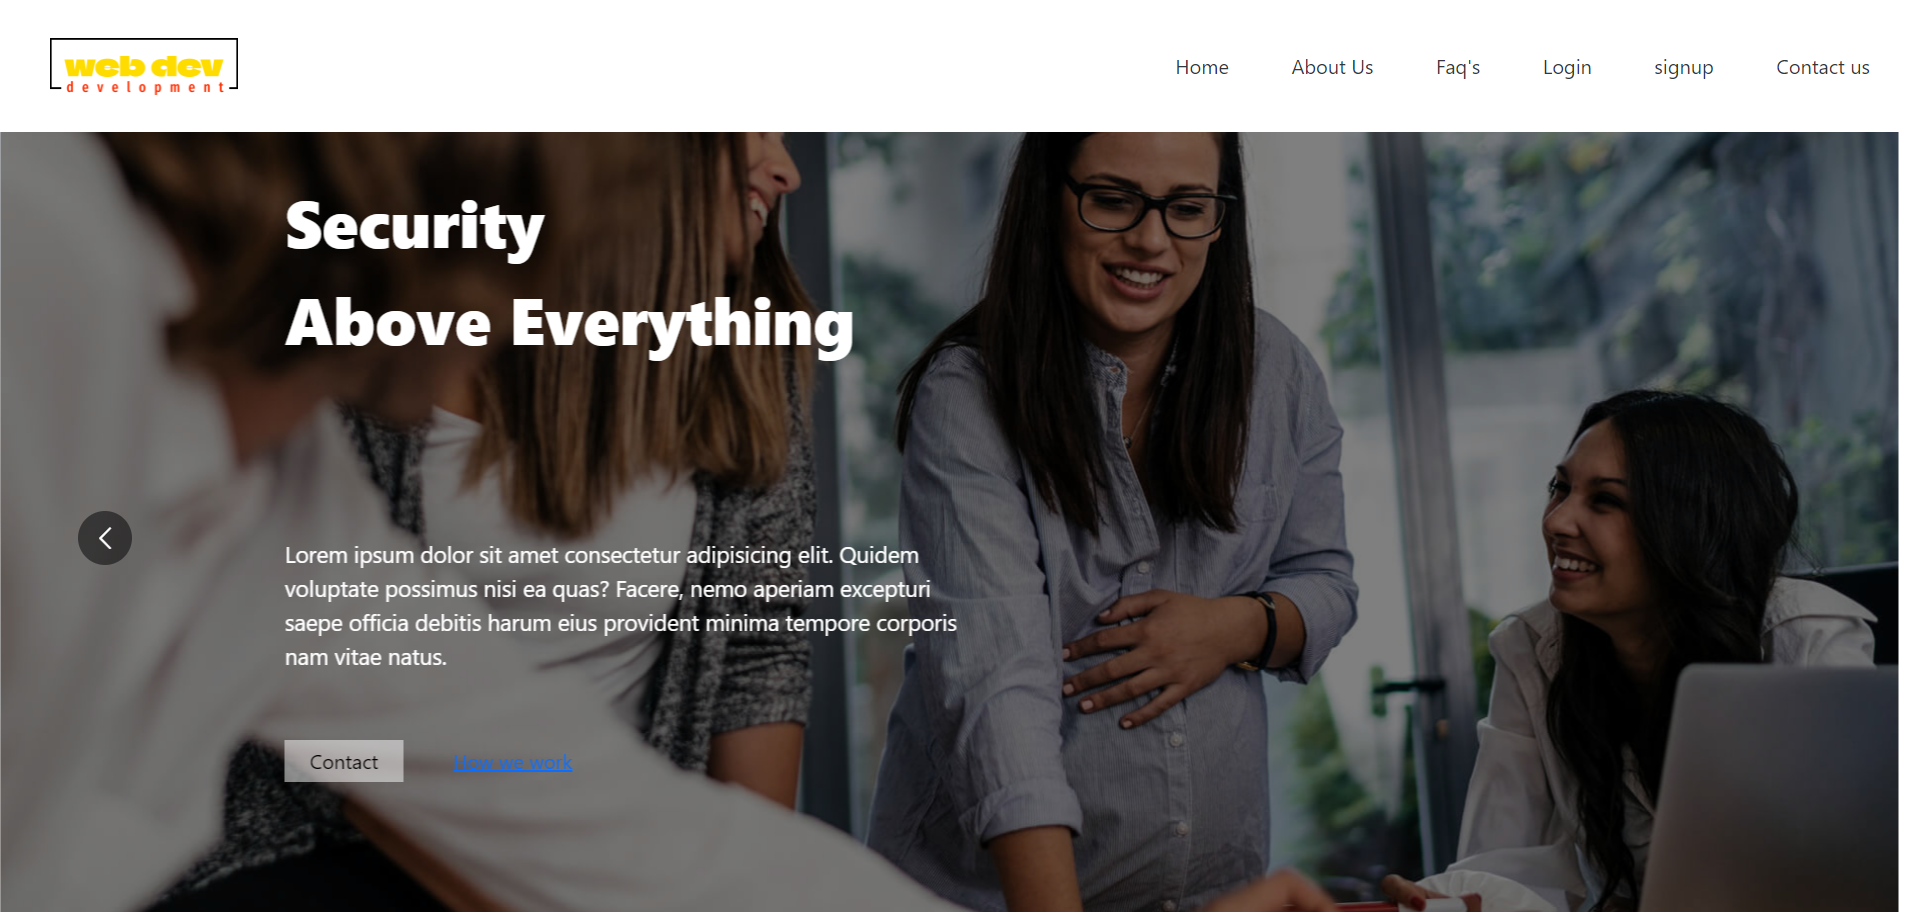 web dev
development
Home About Us Faq's Login signup Contact us
Security
Above Everything
Lorem ipsum dolor sit amet consectetur adipisicing elit. Quidem
voluptate possimus nisi ea quas? Facere, nemo aperiam excepturi
saepe officia debitis harum eius provident minima tempore corporis
nam vitae natus.
Contact How we work